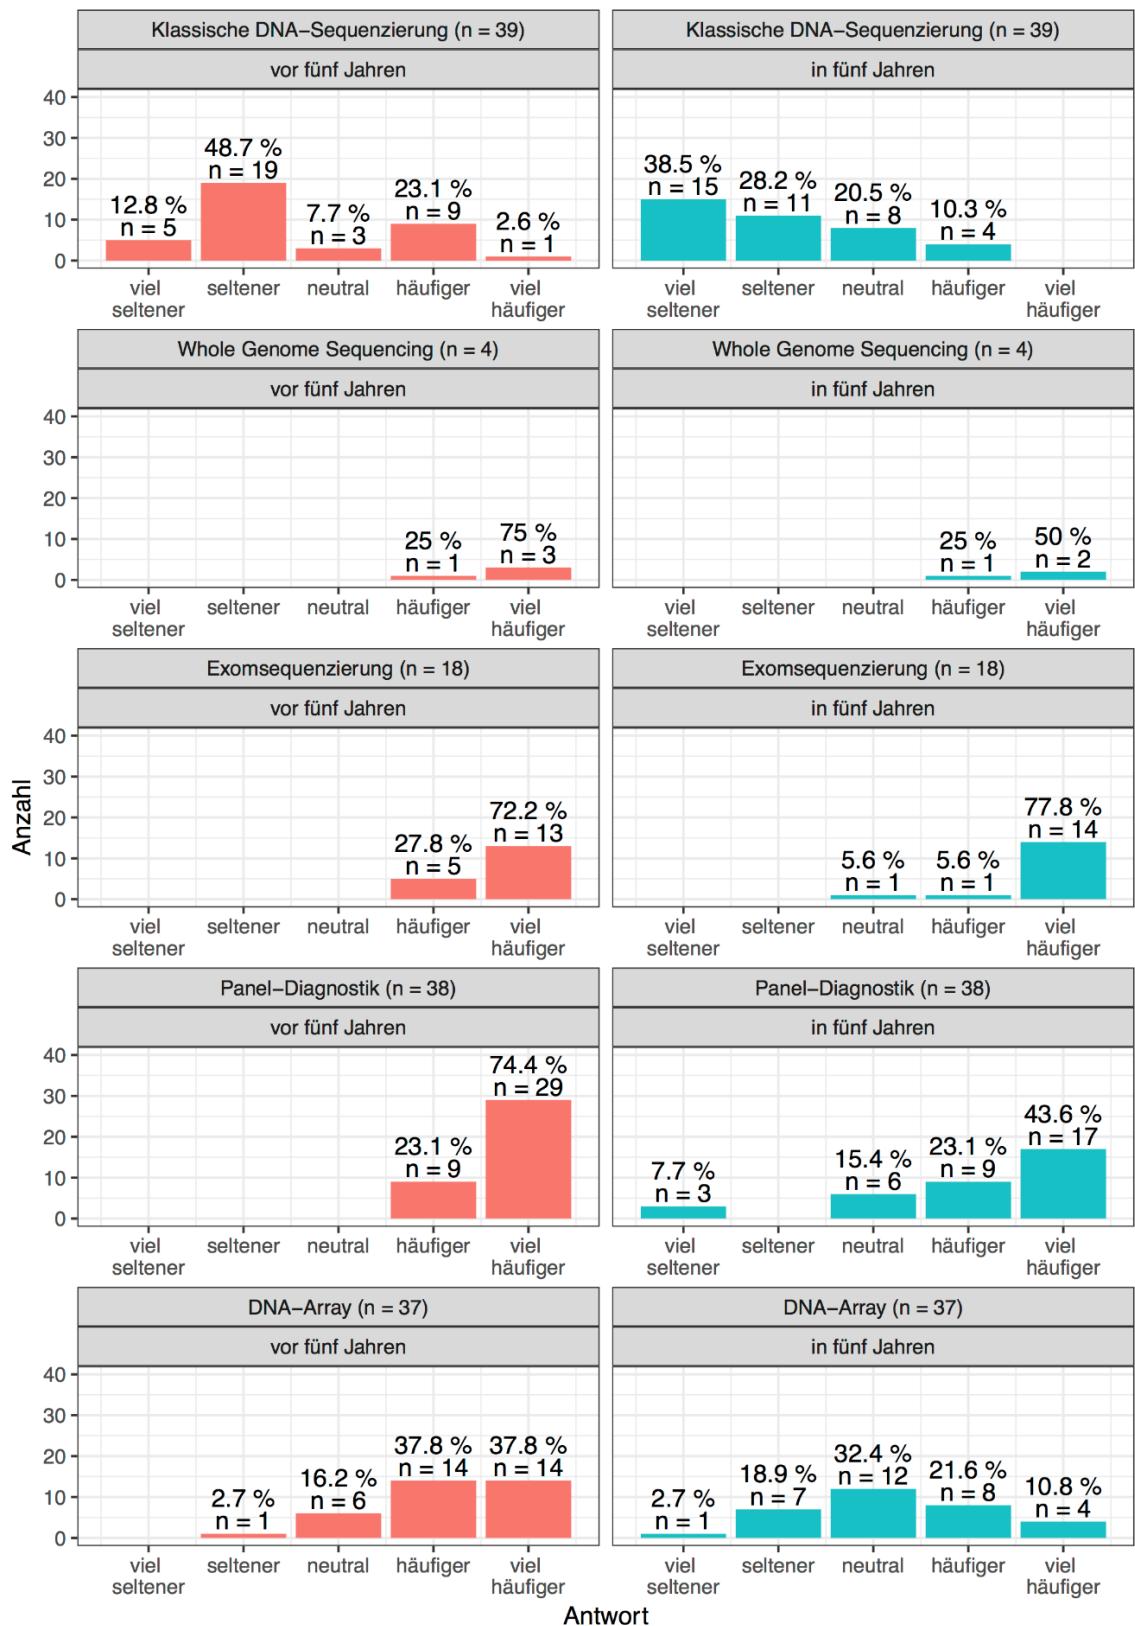 Klassische DNA−Sequenzierung (n = 39)
vor fünf Jahren
40
30
20
10
0
12.8 %
n = 5
48.7 %
n = 19
7.7 %
n = 3
23.1 %
n = 9
2.6 %
n = 1
viel
seltener
seltener
neutral
häufiger
viel
häufiger
Klassische DNA−Sequenzierung (n = 39)
in fünf Jahren
38.5 %
n = 15
28.2 %
n = 11
20.5 %
n = 8
10.3 %
n = 4
viel
seltener
seltener
neutral
häufiger
viel
häufiger
Whole Genome Sequencing (n = 4)
vor fünf Jahren
40
30
20
10
0
25 %
n = 1
75 %
n = 3
viel
seltener
seltener
neutral
häufiger
viel
häufiger
Whole Genome Sequencing (n = 4)
in fünf Jahren
25 %
n = 1
50 %
n = 2
viel
seltener
seltener
neutral
häufiger
viel
häufiger
Anzahl
Exomsequenzierung (n = 18)
vor fünf Jahren
40
30
20
10
0
27.8 %
n = 5
72.2 %
n = 13
viel
seltener
seltener
neutral
häufiger
viel
häufiger
Exomsequenzierung (n = 18)
in fünf Jahren
5.6 %
n = 1
5.6 %
n = 1
77.8 %
n = 14
viel
seltener
seltener
neutral
häufiger
viel
häufiger
Panel−Diagnostik (n = 38)
vor fünf Jahren
40
30
20
10
0
23.1 %
n = 9
74.4 %
n = 29
viel
seltener
seltener
neutral
häufiger
viel
häufiger
Panel−Diagnostik (n = 38)
in fünf Jahren
7.7 %
n = 3
15.4 %
n = 6
23.1 %
n = 9
43.6 %
n = 17
viel
seltener
seltener
neutral
häufiger
viel
häufiger
DNA−Array (n = 37)
vor fünf Jahren
40
30
20
10
0
2.7 %
n = 1
16.2 %
n = 6
37.8 %
n = 14
37.8 %
n = 14
viel
seltener
seltener
neutral
häufiger
viel
häufiger
DNA−Array (n = 37)
in fünf Jahren
2.7 %
n = 1
18.9 %
n = 7
32.4 %
n = 12
21.6 %
n = 8
10.8 %
n = 4
viel
seltener
seltener
neutral
häufiger
viel
häufiger
Antwort